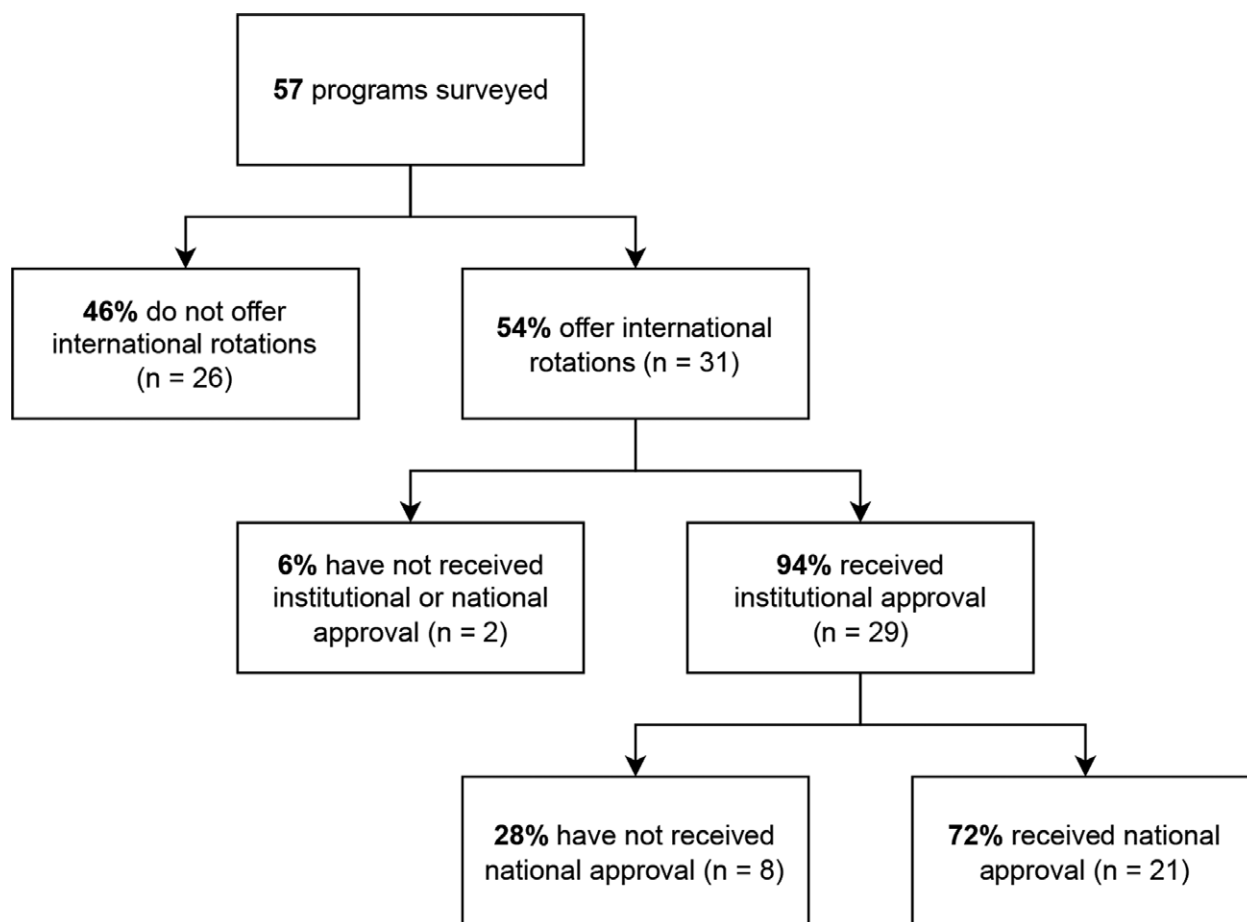 57 programs surveyed
46% do not offer
international rotations
(n = 26)
54% offer international
rotations (n = 31)
6% have not received
institutional or national
approval (n = 2)
94% received
institutional approval
(n = 29)
28% have not received
national approval (n = 8)
72% received national
approval (n = 21)